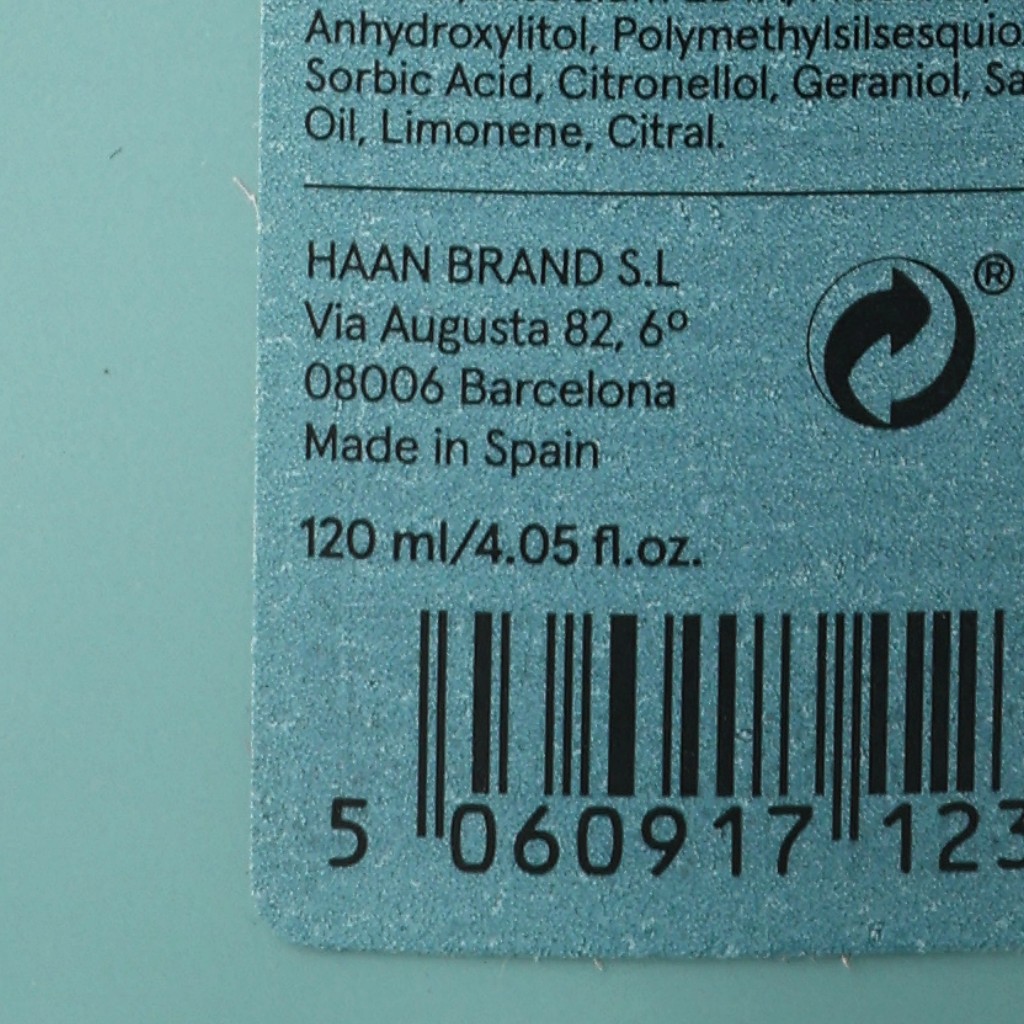 Anhydroxylitol, Polymethylsilsesquio
Sorbic Acid, Citronellol, Geraniol, Sa
Oil, Limonene, Citral.
HAAN BRAND S.L
Via Augusta 82, 6º
08006 Barcelona
Made in Spain
®
120 ml/4.05 fl.oz.
5 060917 123